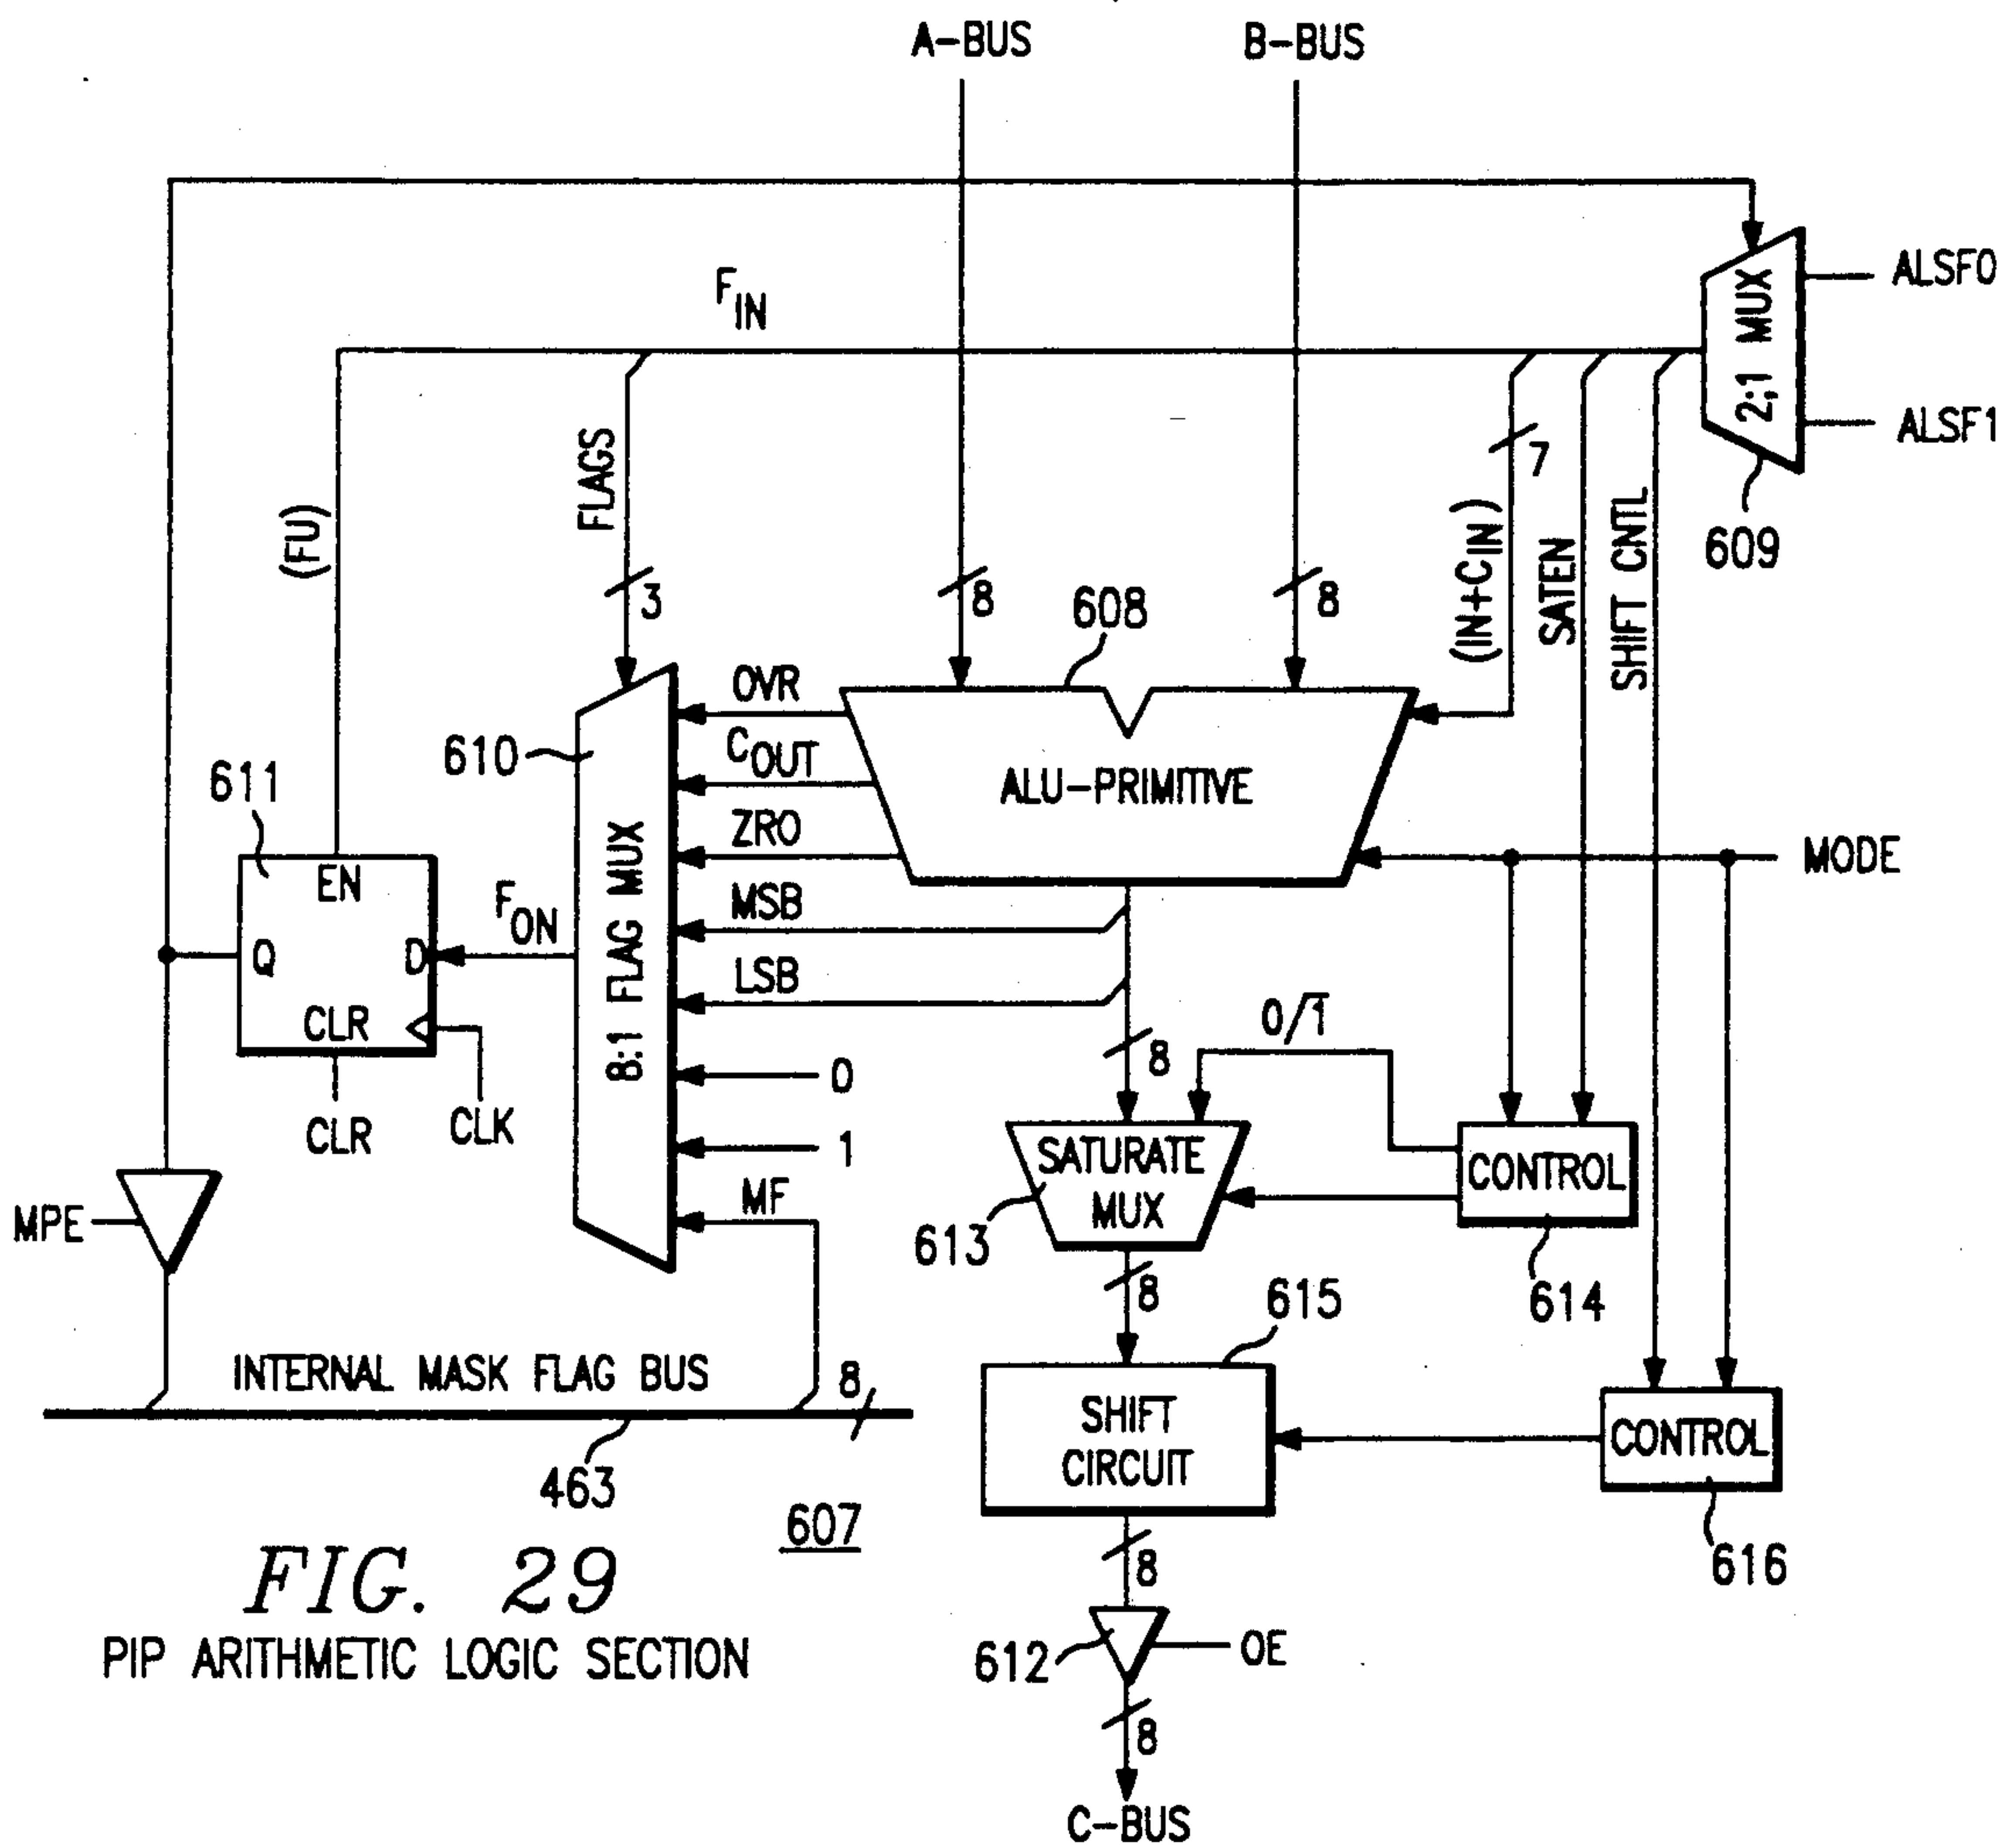 A-BUS
B-BUS
ALSF0
F_IN
2;1 MUX
ALSF1
FLAGS
7
(FU)
(IN+C_IN)
SATEN
SHIFT CNTL
609
3
8
8
608
OVR
C_OUT
ALU-PRIMITIVE
610
611
ZRO
MODE
EN
MSB
F_ON
8:1 FLAG MUX
Q
D
LSB
CLR
8
0/1̅
0
CLR
CLK
1
SATURATE
MUX
CONTROL
MF
MPE
613
8
614
615
INTERNAL MASK FLAG BUS
8
SHIFT
CIRCUIT
CONTROL
463
607
FIG. 29
8
616
PIP ARITHMETIC LOGIC SECTION
612
OE
8
C-BUS